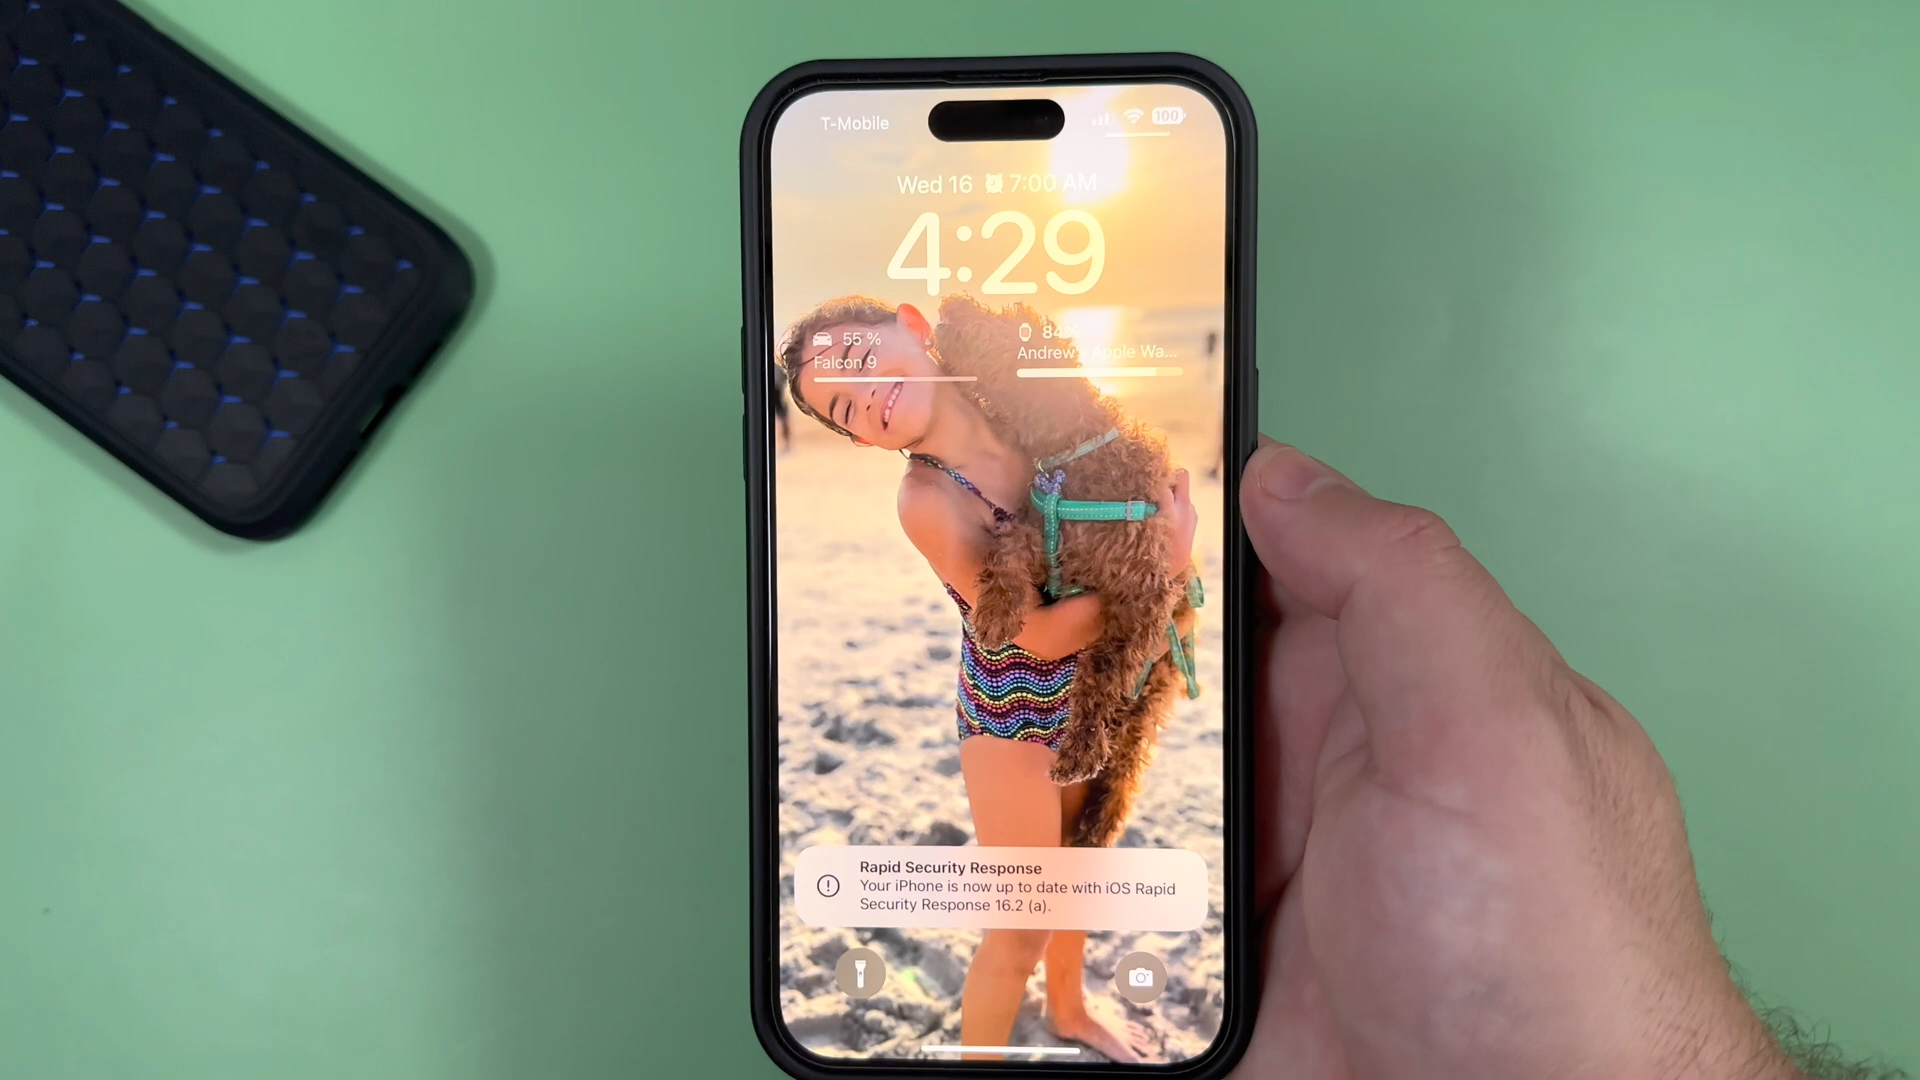 T-Mobile
100
Wed 16 7:00 AM
4:29
55 %
Falcon 9
84%
Andrew's Apple Wa...
Rapid Security Response
Your iPhone is now up to date with iOS Rapid
Security Response 16.2 (a).